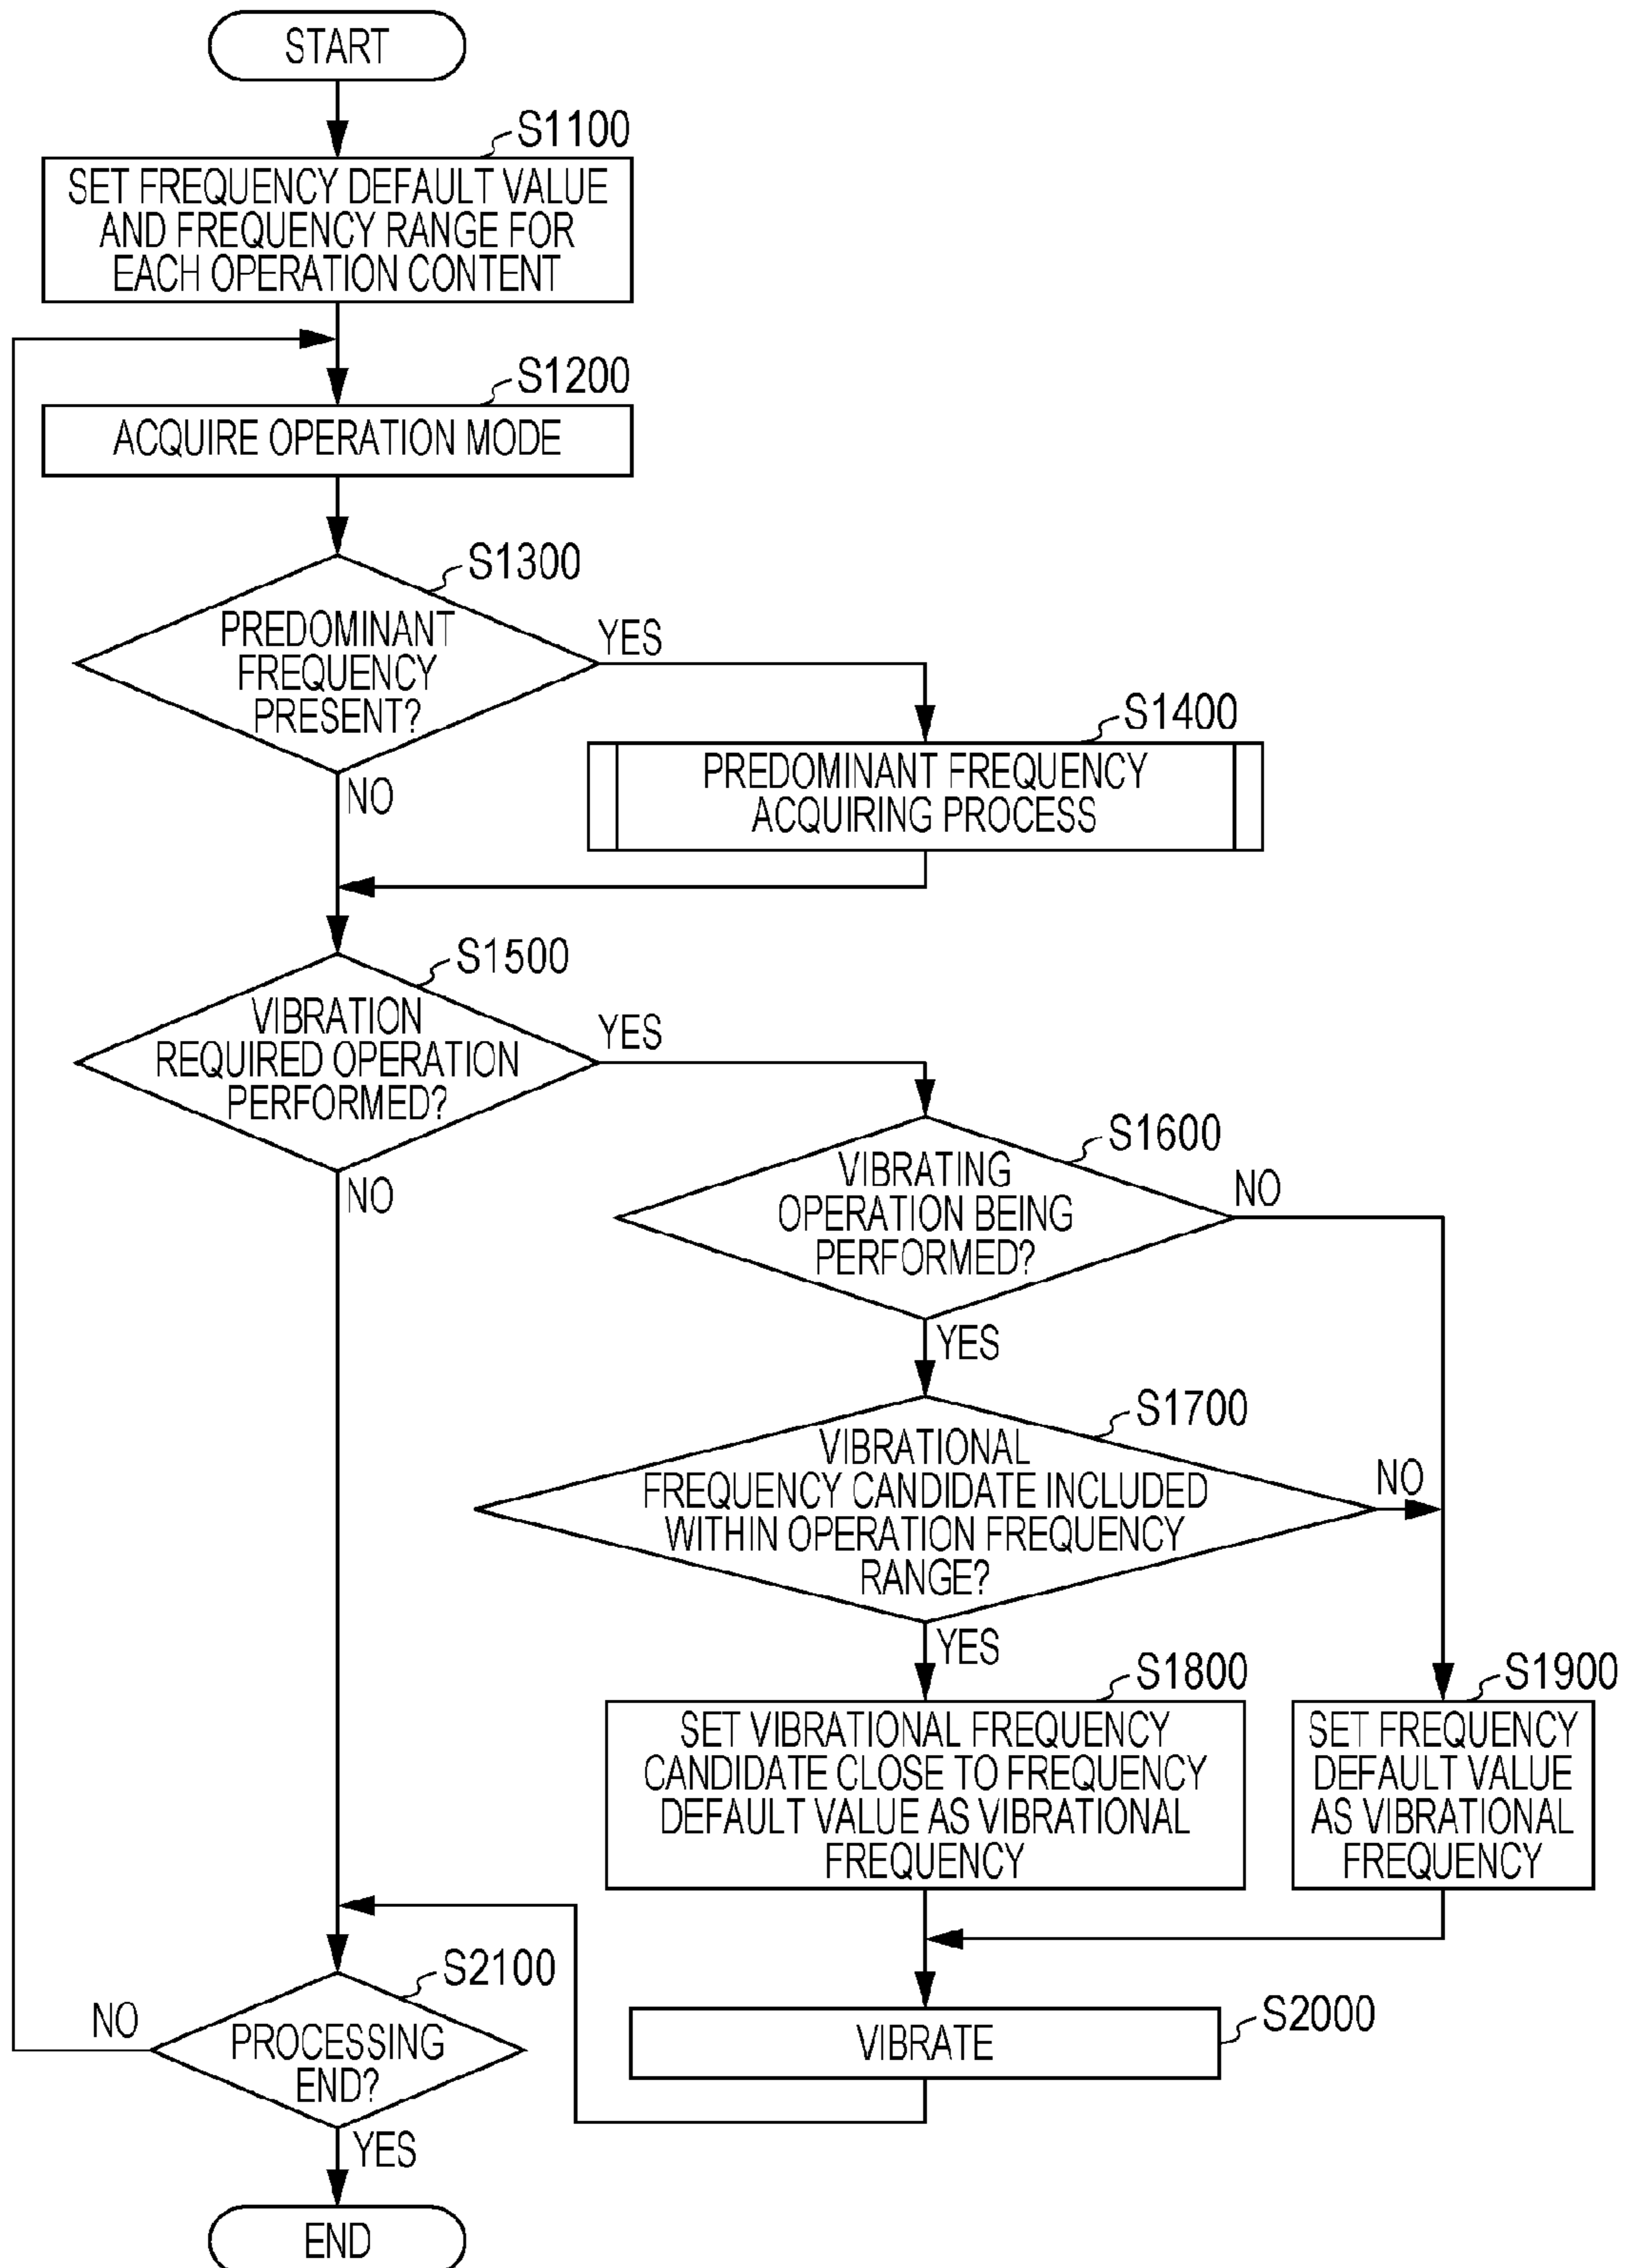 START
S1100
SET FREQUENCY DEFAULT VALUE
AND FREQUENCY RANGE FOR
EACH OPERATION CONTENT
S1200
ACQUIRE OPERATION MODE
S1300
PREDOMINANT
FREQUENCY
PRESENT?
YES
NO
S1400
PREDOMINANT FREQUENCY
ACQUIRING PROCESS
S1500
VIBRATION
REQUIRED OPERATION
PERFORMED?
YES
NO
S1600
VIBRATING
OPERATION BEING
PERFORMED?
NO
YES
S1700
VIBRATIONAL
FREQUENCY CANDIDATE INCLUDED
WITHIN OPERATION FREQUENCY
RANGE?
NO
YES
S1800
SET VIBRATIONAL FREQUENCY
CANDIDATE CLOSE TO FREQUENCY
DEFAULT VALUE AS VIBRATIONAL
FREQUENCY
S1900
SET FREQUENCY
DEFAULT VALUE
AS VIBRATIONAL
FREQUENCY
S2000
VIBRATE
S2100
PROCESSING
END?
NO
YES
END